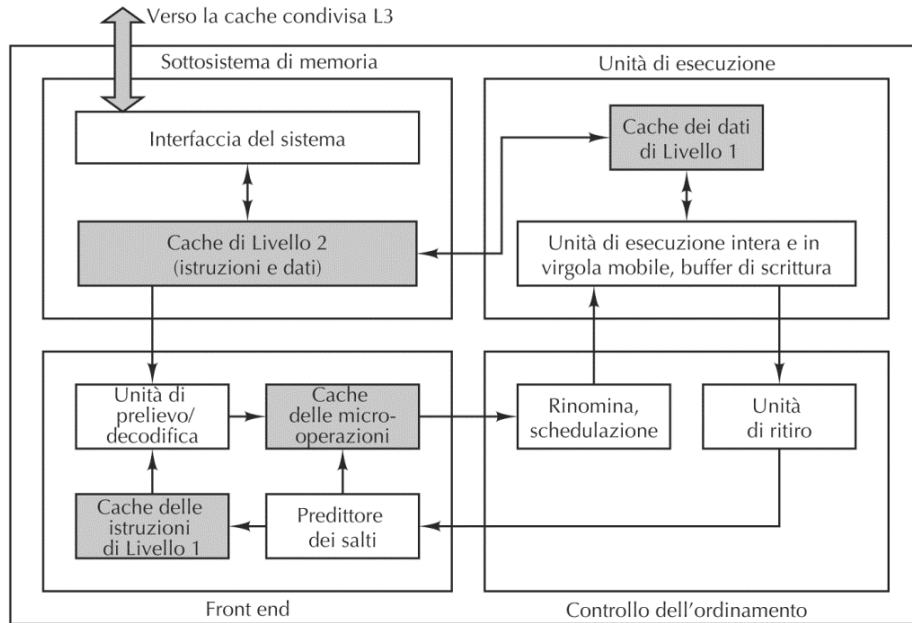 Verso la cache condivisa L3
Sottosistema di memoria
Unità di esecuzione
Interfaccia del sistema
Cache dei dati
di Livello 1
Cache di Livello 2
(istruzioni e dati)
Unità di esecuzione intera e in
virgola mobile, buffer di scrittura
Unità di
prelievo/
decodifica
Cache
delle micro-
operazioni
Rinomina,
schedulazione
Unità
di ritiro
Cache delle
istruzioni
di Livello 1
Predittore
dei salti
Front end
Controllo dell'ordinamento